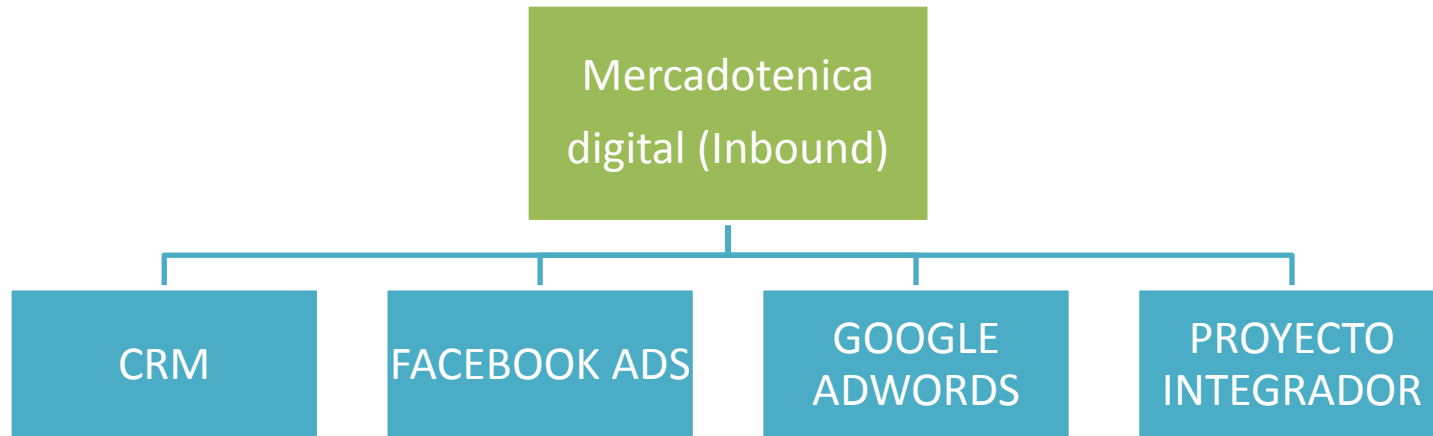 Mercadotenica
digital (Inbound)
CRM
FACEBOOK ADS
GOOGLE
ADWORDS
PROYECTO
INTEGRADOR